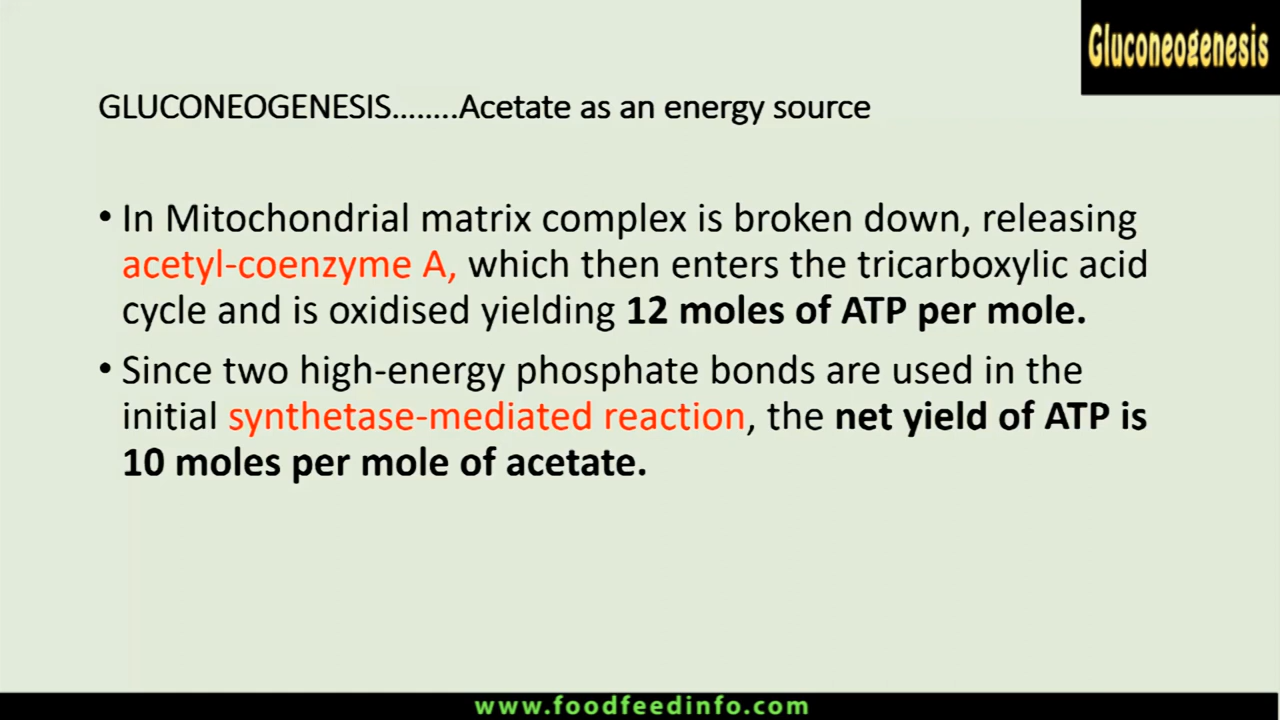 Gluconeogenesis
GLUCONEOGENESIS........Acetate as an energy source
• In Mitochondrial matrix complex is broken down, releasing
acetyl-coenzyme A, which then enters the tricarboxylic acid
cycle and is oxidised yielding 12 moles of ATP per mole.
• Since two high-energy phosphate bonds are used in the
initial synthetase-mediated reaction, the net yield of ATP is
10 moles per mole of acetate.
www.foodfeedinfo.com